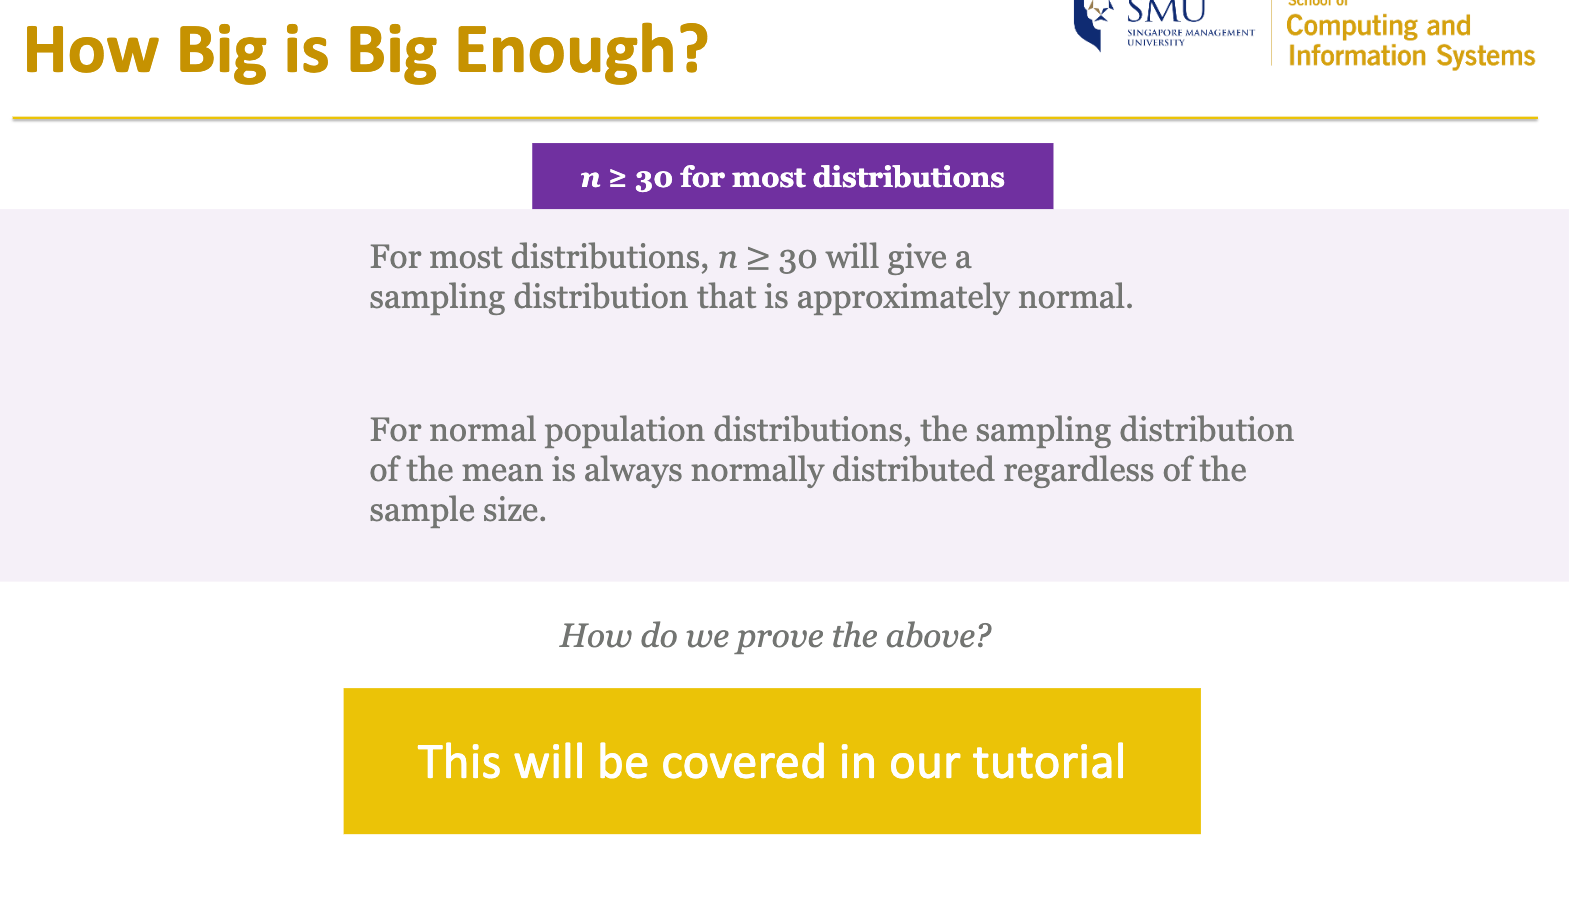 How Big is Big Enough?
SMU
SINGAPORE MANAGEMENT
UNIVERSITY
School of
Computing and
Information Systems
n ≥ 30 for most distributions
For most distributions, n ≥ 30 will give a
sampling distribution that is approximately normal.
For normal population distributions, the sampling distribution
of the mean is always normally distributed regardless of the
sample size.
How do we prove the above?
This will be covered in our tutorial